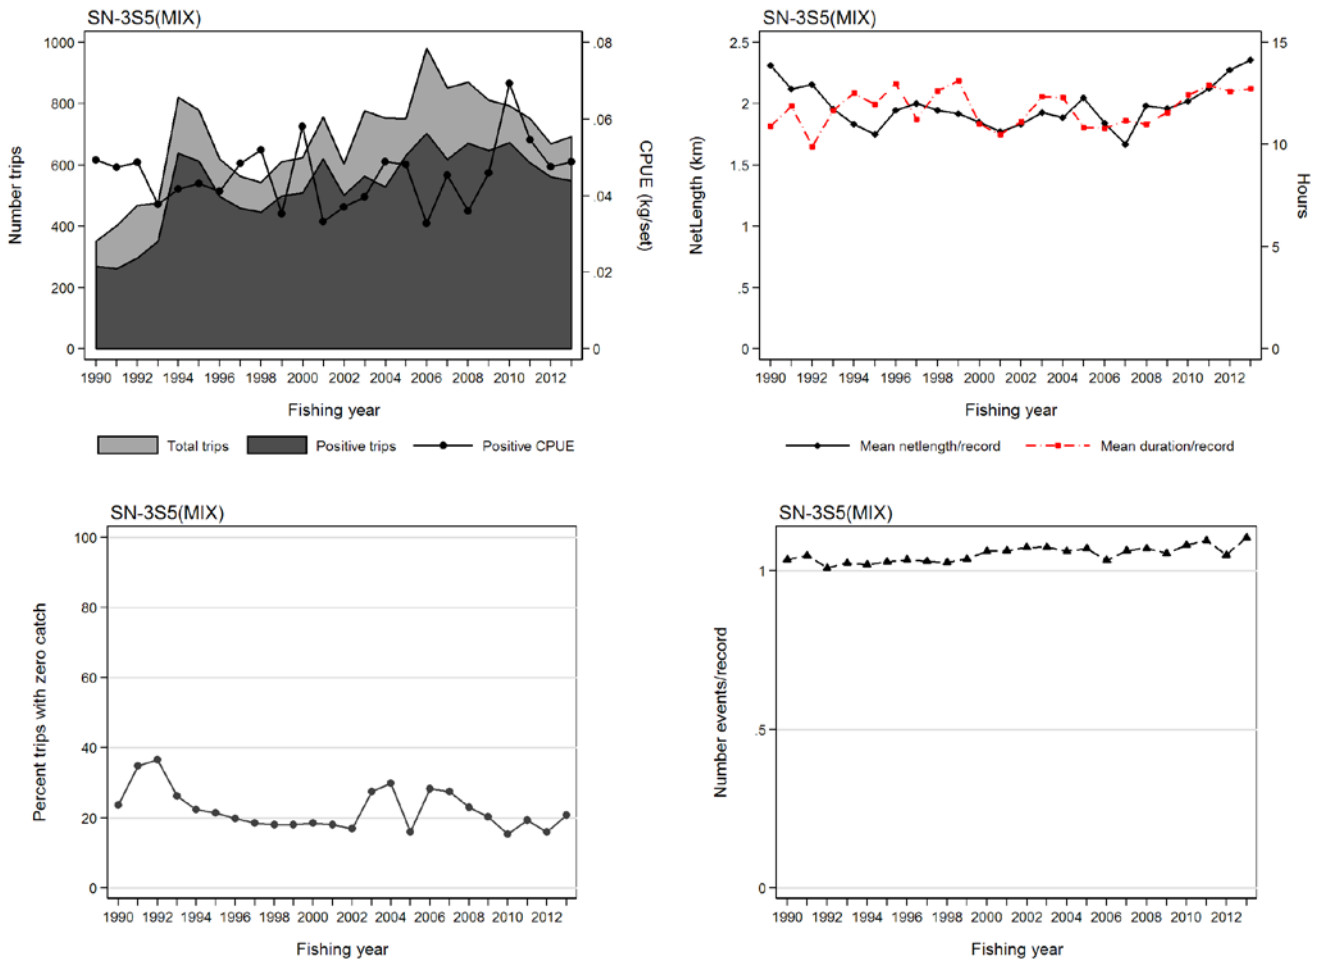 SN-3S5(MIX)
1000
800
600
400
200
0
Number trips
.08
.06
.04
.02
0
CPUE (kg/set)
1990 1992 1994 1996 1998 2000 2002 2004 2006 2008 2010 2012
Fishing year
Total trips Positive trips Positive CPUE
SN-3S5(MIX)
2.5
2
1.5
1
.5
0
NetLength (km)
15
10
5
0
Hours
1990 1992 1994 1996 1998 2000 2002 2004 2006 2008 2010 2012
Fishing year
Mean netlength/record Mean duration/record
SN-3S5(MIX)
100
80
60
40
20
0
Percent trips with zero catch
1990 1992 1994 1996 1998 2000 2002 2004 2006 2008 2010 2012
Fishing year
SN-3S5(MIX)
1
.5
0
Number events/record
1990 1992 1994 1996 1998 2000 2002 2004 2006 2008 2010 2012
Fishing year